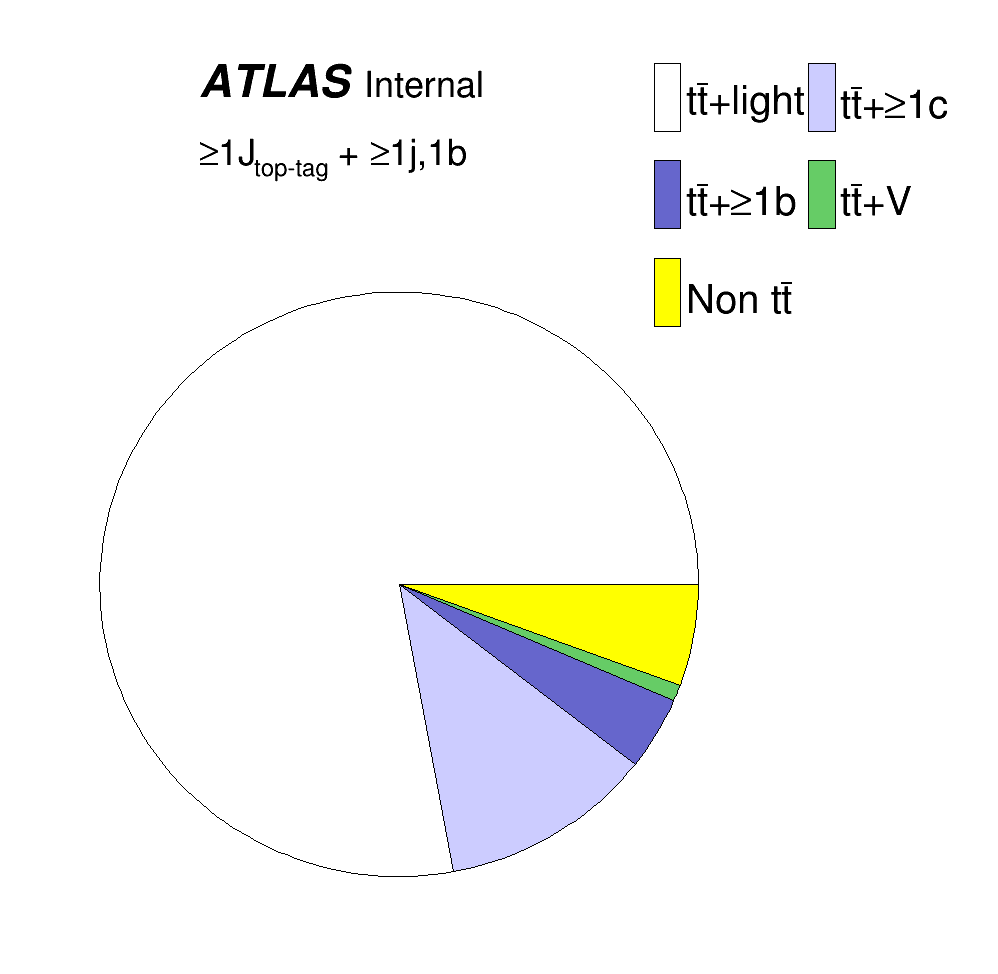 ATLAS Internal
≥1J_top-tag + ≥1j,1b
tt̄+light tt̄+≥1c
tt̄+≥1b tt̄+V
Non tt̄